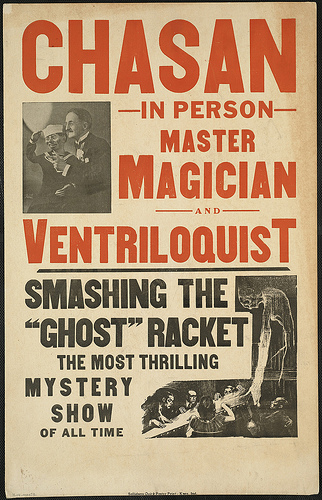 CHASAN
—IN PERSON—
MASTER
MAGICIAN
—AND—
VENTRILOQUIST
SMASHING THE
"GHOST" RACKET
THE MOST THRILLING
MYSTERY
SHOW
OF ALL TIME